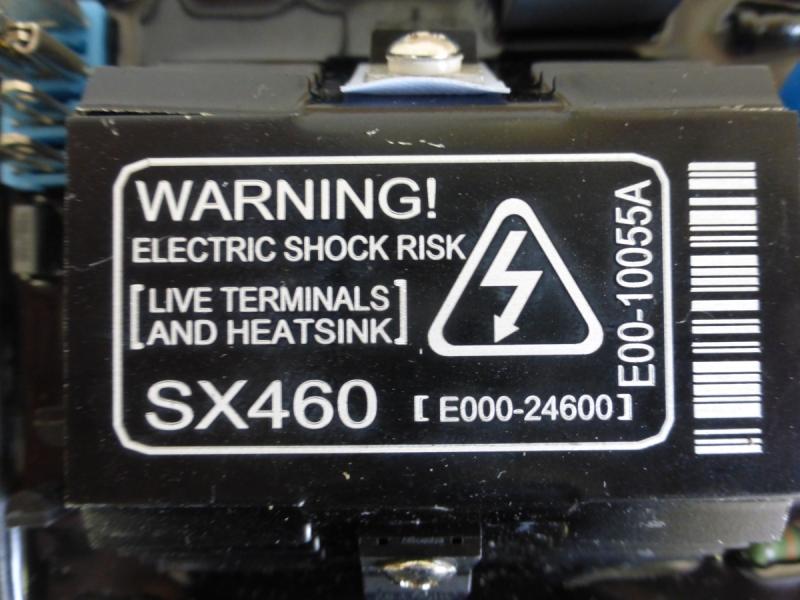 WARNING!
ELECTRIC SHOCK RISK
[LIVE TERMINALS
AND HEATSINK]
SX460
[ E000-24600 ]
E00-10055A